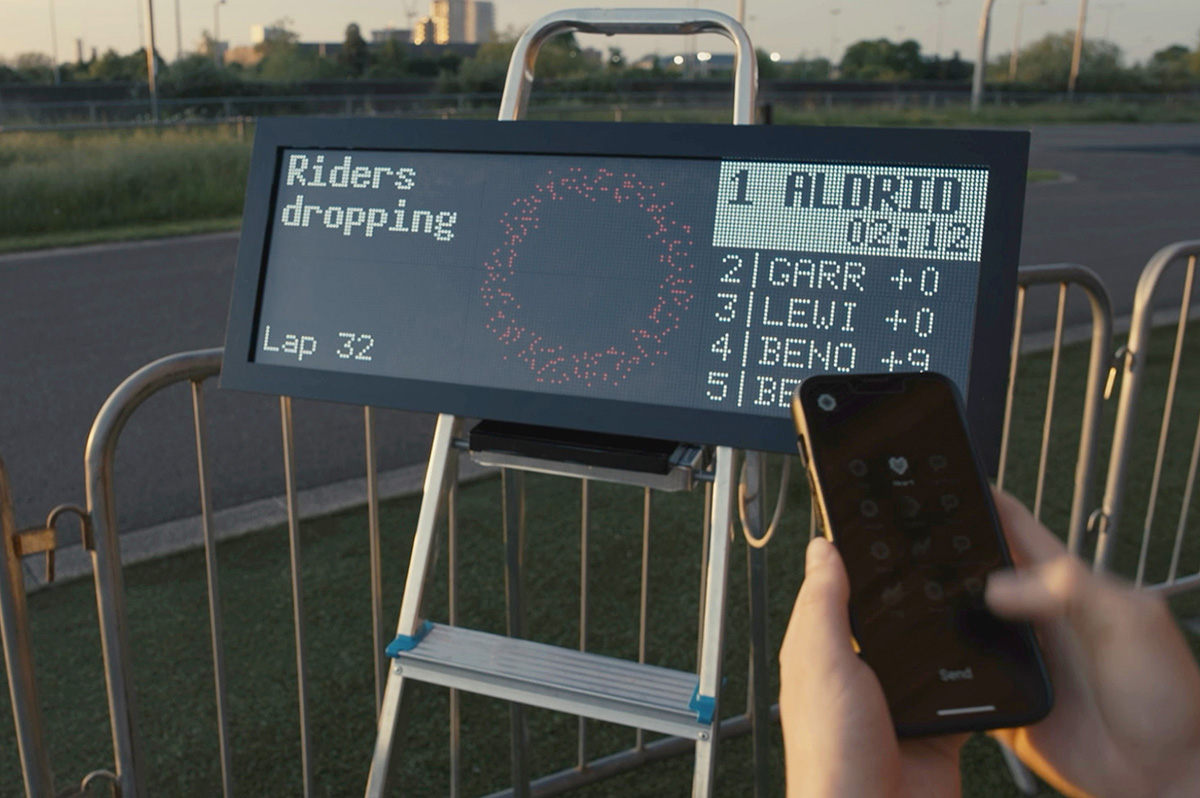 Riders
dropping
Lap 32
1 ALDRID
02:12
2 GARR +0
3 LEWI +0
4 BENO +9
5 BE
Send